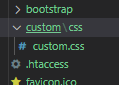 bootstrap
custom\css
# custom.css
.htaccess
favicon.ico